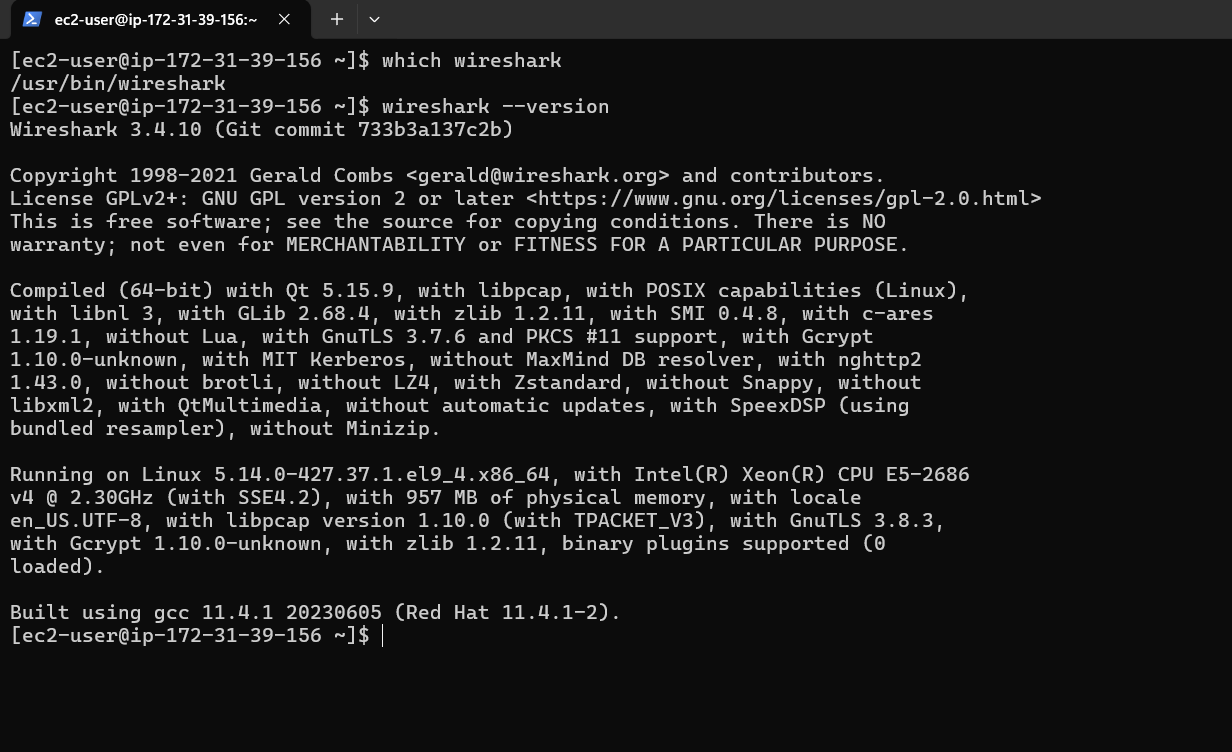 ec2-user@ip-172-31-39-156:~
[ec2-user@ip-172-31-39-156 ~]$ which wireshark
/usr/bin/wireshark
[ec2-user@ip-172-31-39-156 ~]$ wireshark --version
Wireshark 3.4.10 (Git commit 733b3a137c2b)
Copyright 1998-2021 Gerald Combs <gerald@wireshark.org> and contributors.
License GPLv2+: GNU GPL version 2 or later <https://www.gnu.org/licenses/gpl-2.0.html>
This is free software; see the source for copying conditions. There is NO
warranty; not even for MERCHANTABILITY or FITNESS FOR A PARTICULAR PURPOSE.
Compiled (64-bit) with Qt 5.15.9, with libpcap, with POSIX capabilities (Linux),
with libnl 3, with GLib 2.68.4, with zlib 1.2.11, with SMI 0.4.8, with c-ares
1.19.1, without Lua, with GnuTLS 3.7.6 and PKCS #11 support, with Gcrypt
1.10.0-unknown, with MIT Kerberos, without MaxMind DB resolver, with nghttp2
1.43.0, without brotli, without LZ4, with Zstandard, without Snappy, without
libxml2, with QtMultimedia, without automatic updates, with SpeexDSP (using
bundled resampler), without Minizip.
Running on Linux 5.14.0-427.37.1.el9_4.x86_64, with Intel(R) Xeon(R) CPU E5-2686
v4 @ 2.30GHz (with SSE4.2), with 957 MB of physical memory, with locale
en_US.UTF-8, with libpcap version 1.10.0 (with TPACKET_V3), with GnuTLS 3.8.3,
with Gcrypt 1.10.0-unknown, with zlib 1.2.11, binary plugins supported (0
loaded).
Built using gcc 11.4.1 20230605 (Red Hat 11.4.1-2).
[ec2-user@ip-172-31-39-156 ~]$